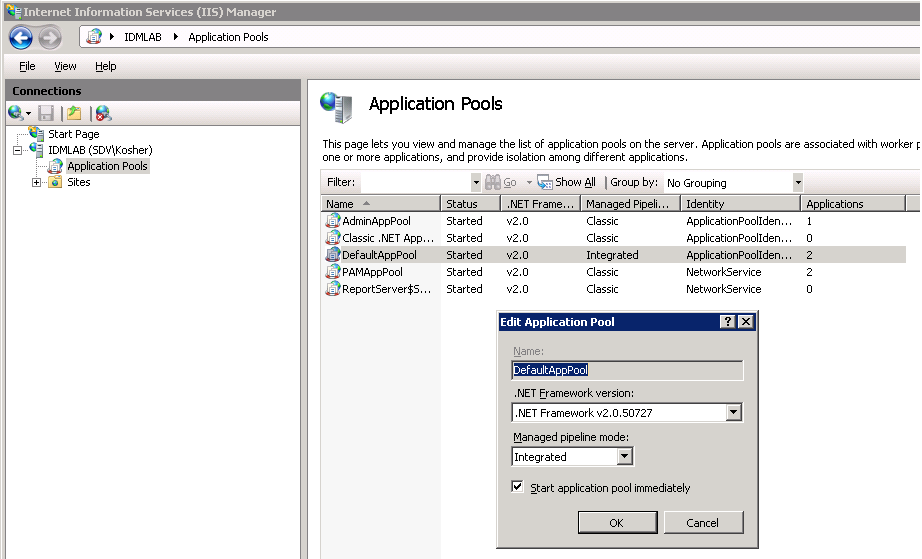 Internet Information Services (IIS) Manager
IDMLAB
Application Pools
File View Help
Connections
Start Page
IDMLAB (SDV\Kosher)
Application Pools
Sites
Application Pools
This page lets you view and manage the list of application pools on the server. Application pools are associated with worker p
one or more applications, and provide isolation among different applications.
Filter: Go Show All Group by: No Grouping
Name Status .NET Frame... Managed Pipeli... Identity Applications
AdminAppPool Started v2.0 Classic ApplicationPoolIden... 1
Classic .NET App... Started v2.0 Classic ApplicationPoolIden... 0
DefaultAppPool Started v2.0 Integrated ApplicationPoolIden... 2
PAMAppPool Started v2.0 Classic NetworkService 2
ReportServer$S... Started v2.0 Classic NetworkService 0
Edit Application Pool
Name:
DefaultAppPool
.NET Framework version:
.NET Framework v2.0.50727
Managed pipeline mode:
Integrated
Start application pool immediately
OK Cancel